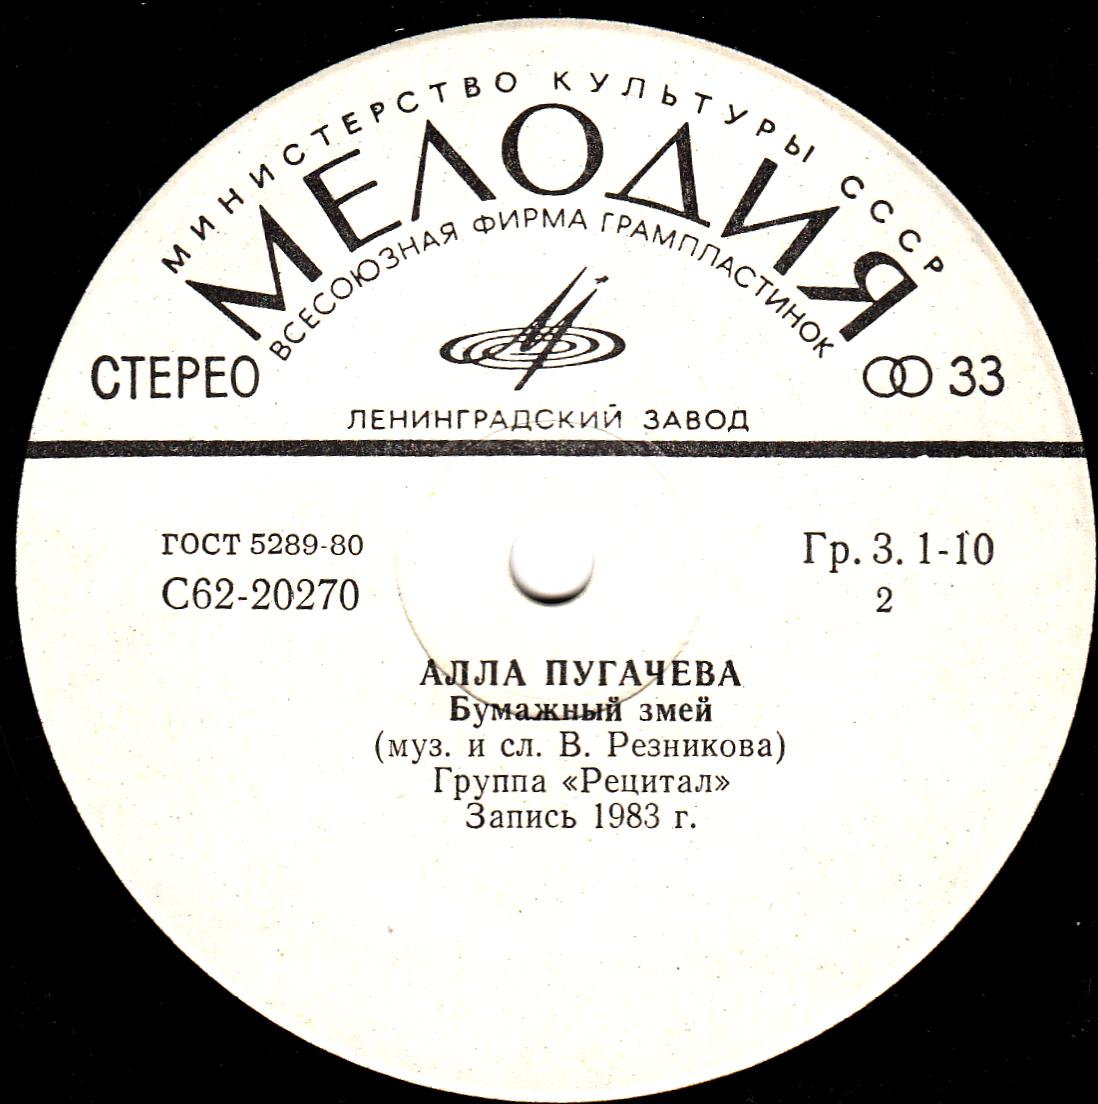 МИНИСТЕРСТВО КУЛЬТУРЫ СССР
МЕЛОДИЯ
ВСЕСОЮЗНАЯ ФИРМА ГРАМПЛАСТИНОК
СТЕРЕО
33
ЛЕНИНГРАДСКИЙ ЗАВОД
ГОСТ 5289-80
Гр. 3. 1-10
С62-20270
2
АЛЛА ПУГАЧЕВА
Бумажный змей
(муз. и сл. В. Резникова)
Группа «Рецитал»
Запись 1983 г.